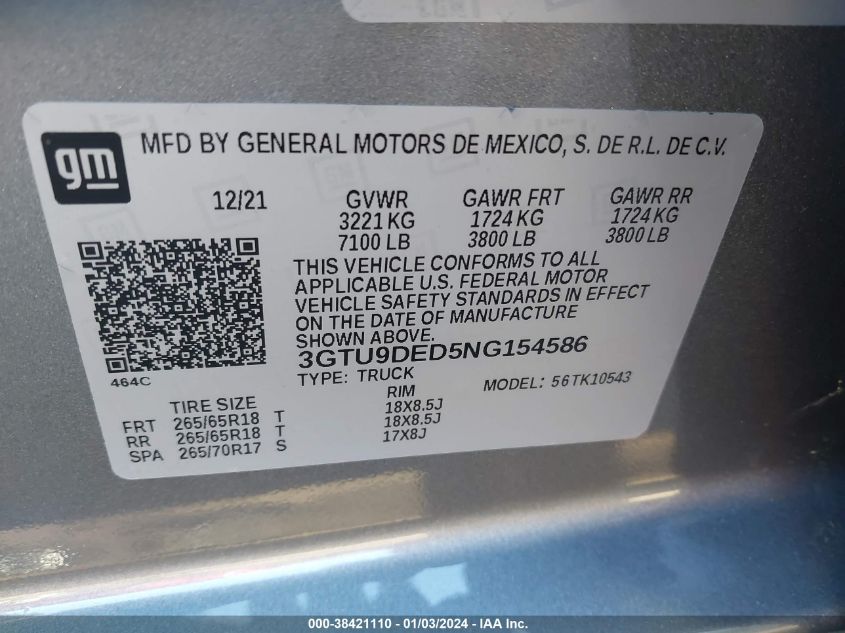 gm
MFD BY GENERAL MOTORS DE MEXICO, S. DE R.L. DE C.V.
12/21 GVWR GAWR FRT GAWR RR
3221 KG 1724 KG 1724 KG
7100 LB 3800 LB 3800 LB
THIS VEHICLE CONFORMS TO ALL
APPLICABLE U.S. FEDERAL MOTOR
VEHICLE SAFETY STANDARDS IN EFFECT
ON THE DATE OF MANUFACTURE
SHOWN ABOVE.
3GTU9DED5NG154586
464C
TYPE: TRUCK MODEL: 56TK10543
TIRE SIZE RIM
FRT 265/65R18 T 18X8.5J
RR 265/65R18 T 18X8.5J
SPA 265/70R17 S 17X8J
000-38421110 - 01/03/2024 - IAA Inc.